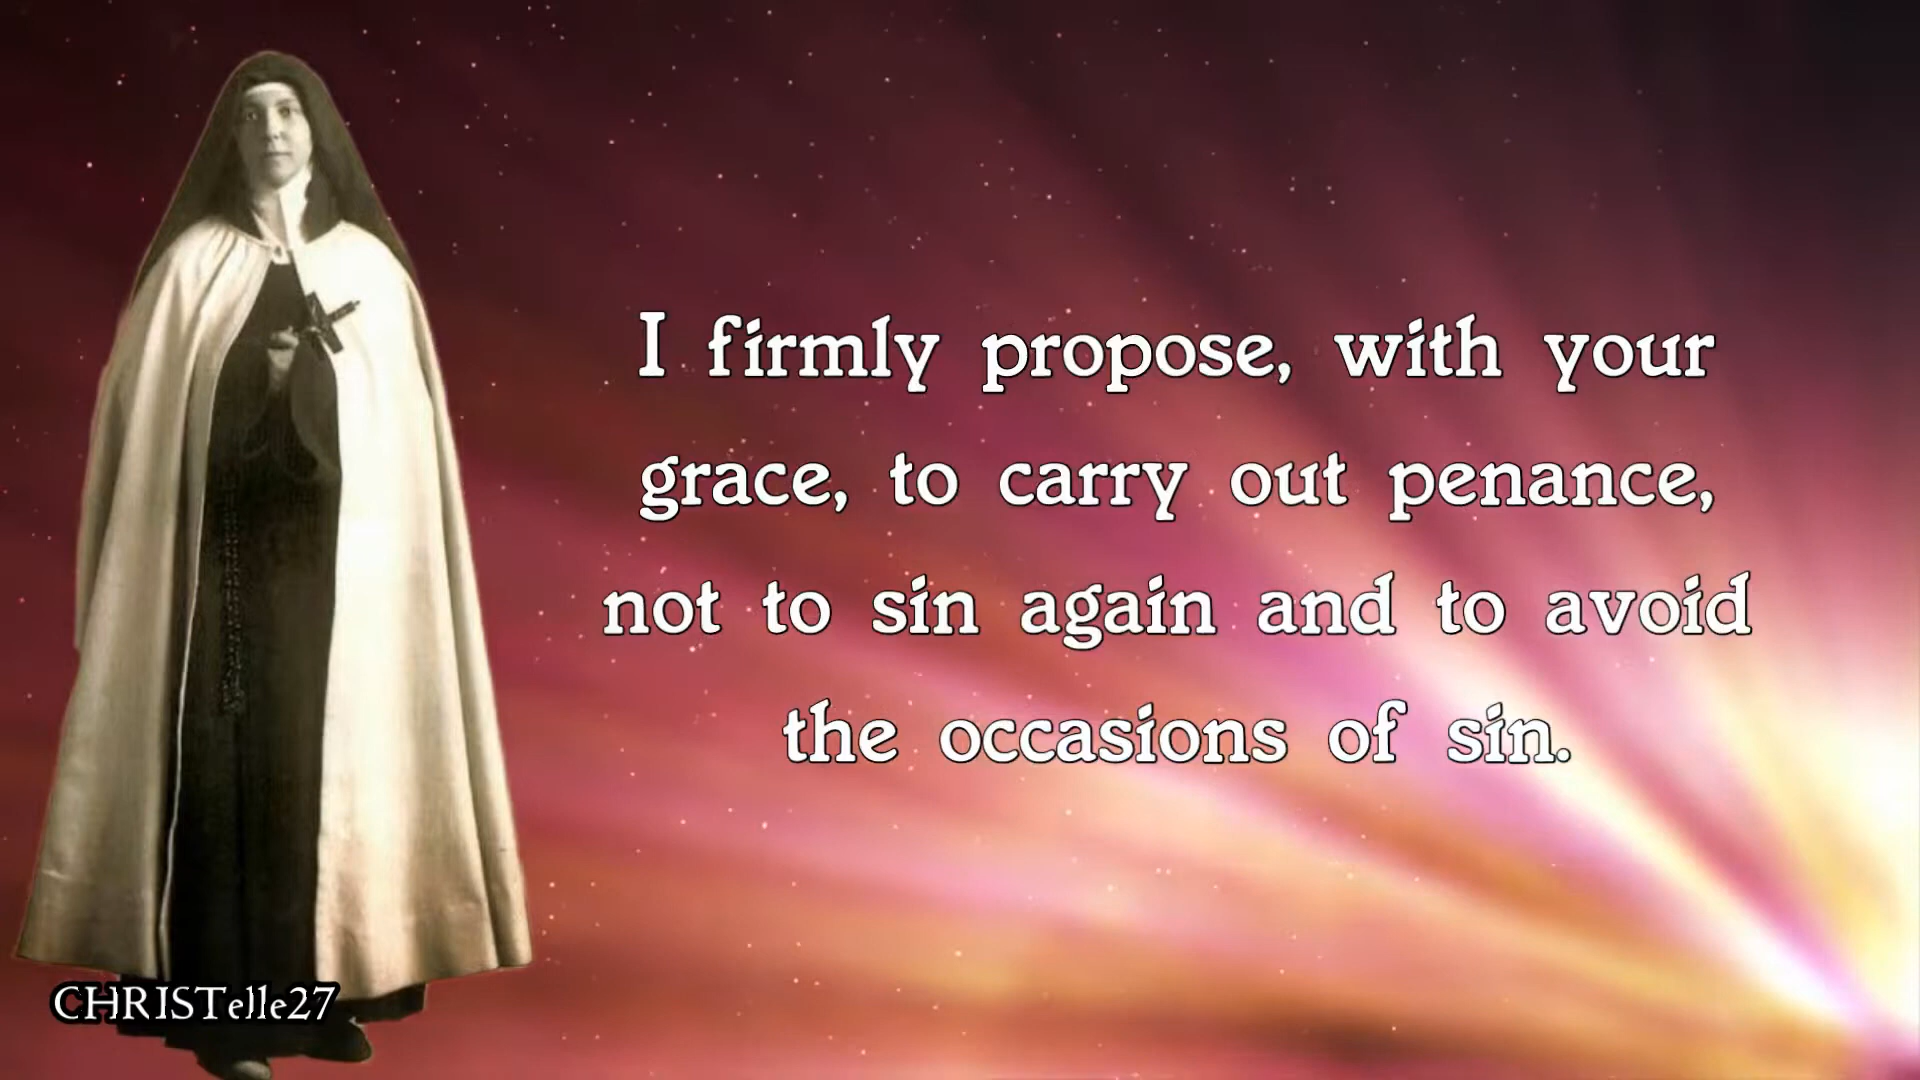 I firmly propose, with your
grace, to carry out penance,
not to sin again and to avoid
the occasions of sin.
CHRISTelle27